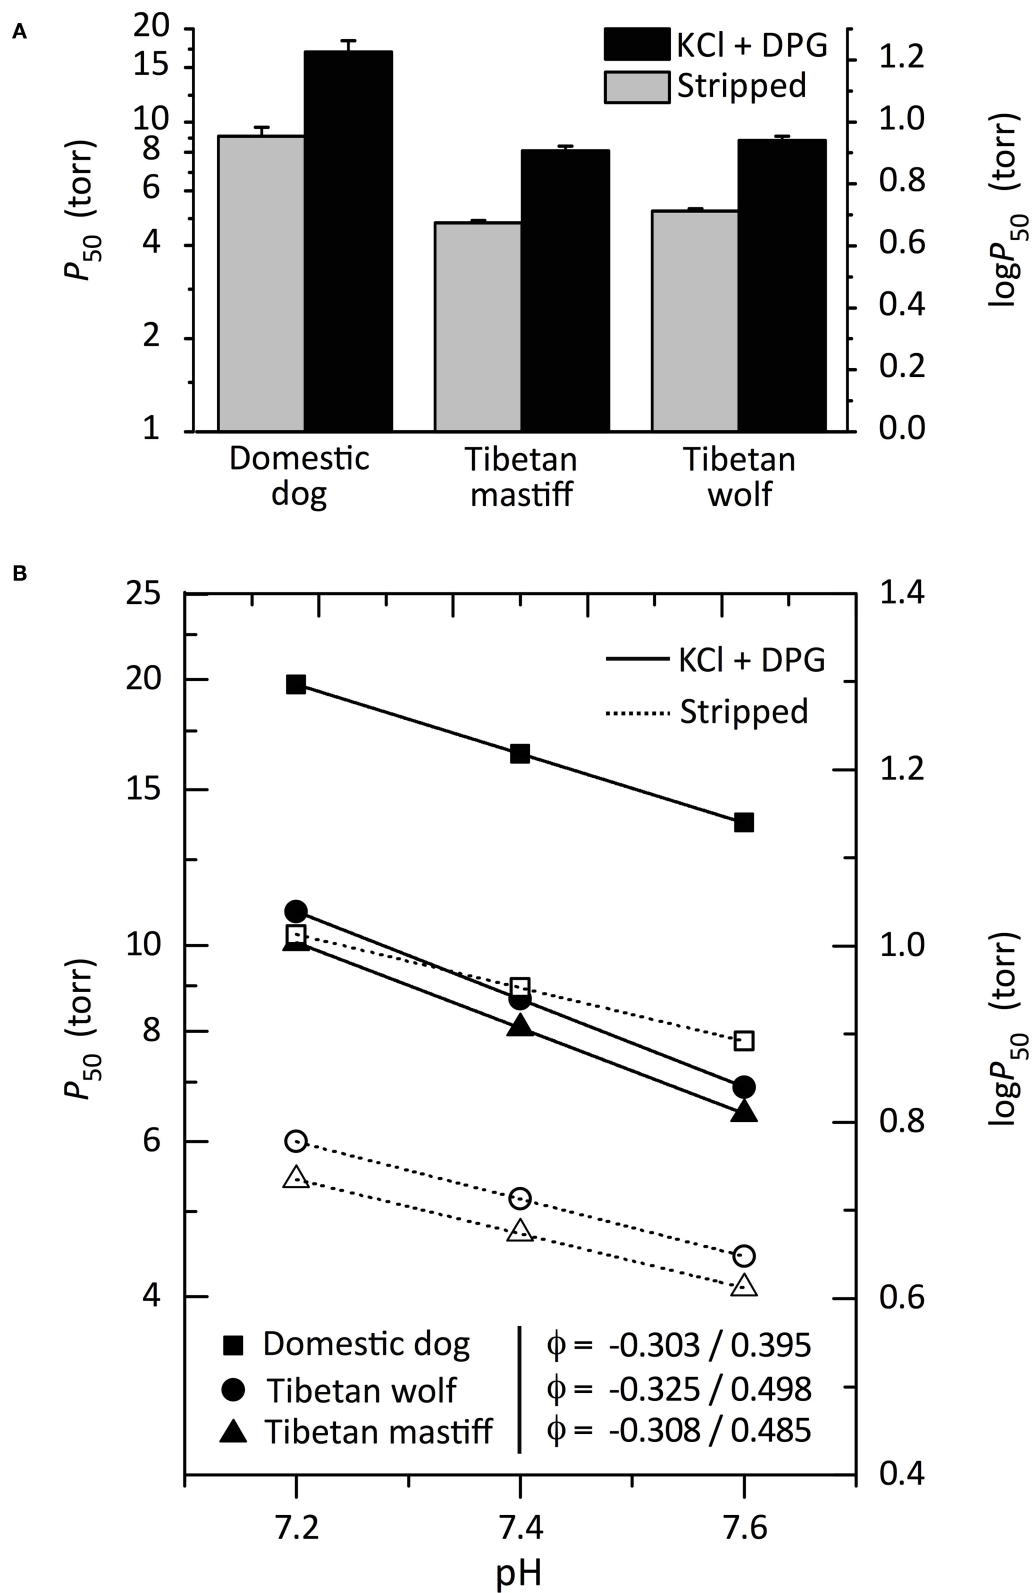 A
20
15
10
8
6
4
2
1
P50 (torr)
KCl + DPG
Stripped
1.2
1.0
0.8
0.6
0.4
0.2
0.0
logP50 (torr)
Domestic
dog
Tibetan
mastiff
Tibetan
wolf
B
25
20
15
10
8
6
4
P50 (torr)
KCl + DPG
Stripped
1.4
1.2
1.0
0.8
0.6
0.4
logP50 (torr)
Domestic dog ϕ = -0.303 / 0.395
Tibetan wolf ϕ = -0.325 / 0.498
Tibetan mastiff ϕ = -0.308 / 0.485
7.2 7.4 7.6
pH